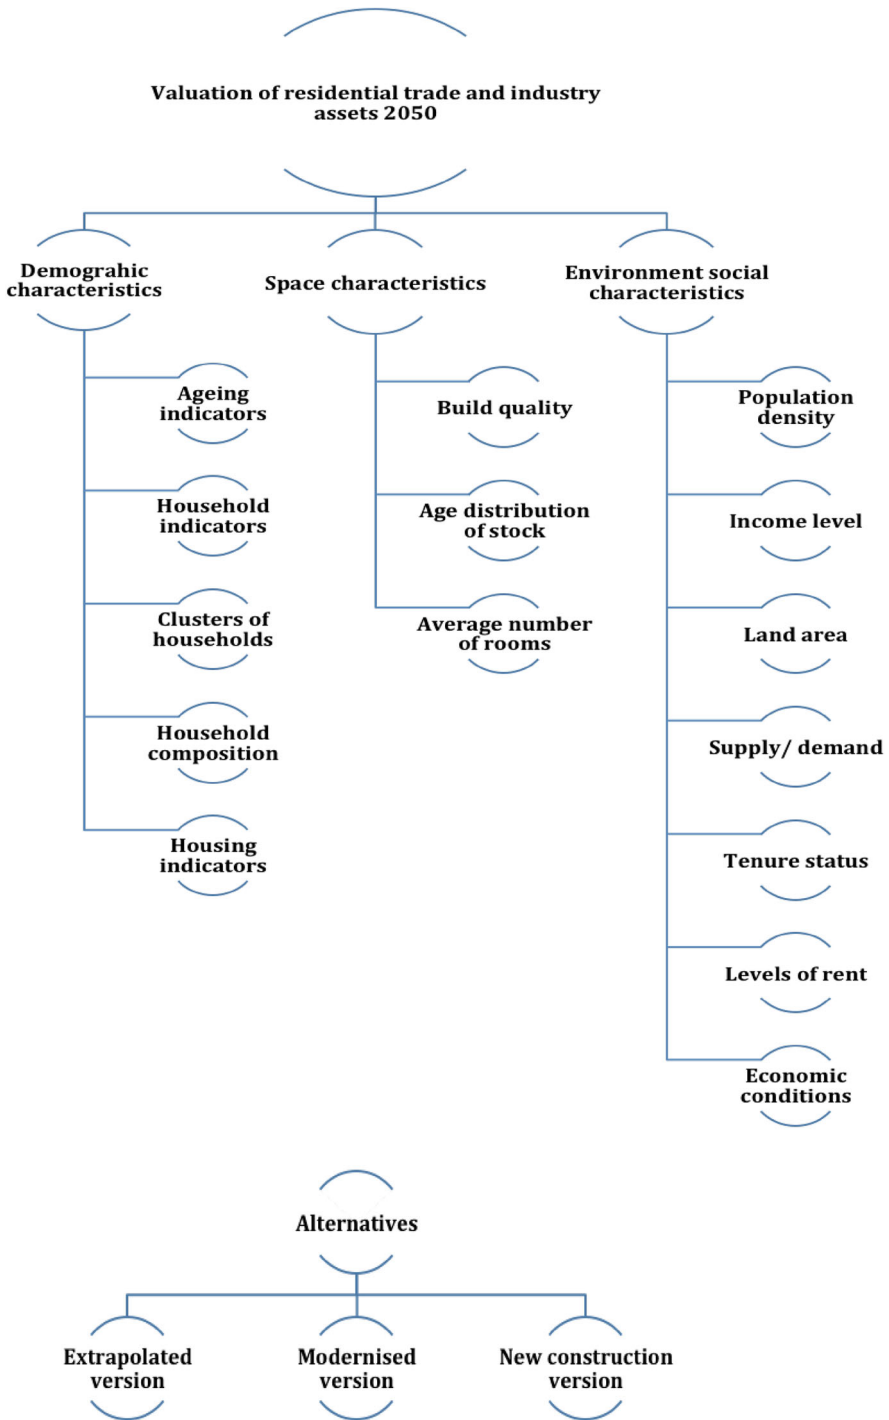 Valuation of residential trade and industry
assets 2050
Demograhic
characteristics
Ageing
indicators
Household
indicators
Clusters of
households
Household
composition
Housing
indicators
Space characteristics
Build quality
Age distribution
of stock
Average number
of rooms
Environment social
characteristics
Population
density
Income level
Land area
Supply/ demand
Tenure status
Levels of rent
Economic
conditions
Alternatives
Extrapolated
version
Modernised
version
New construction
version